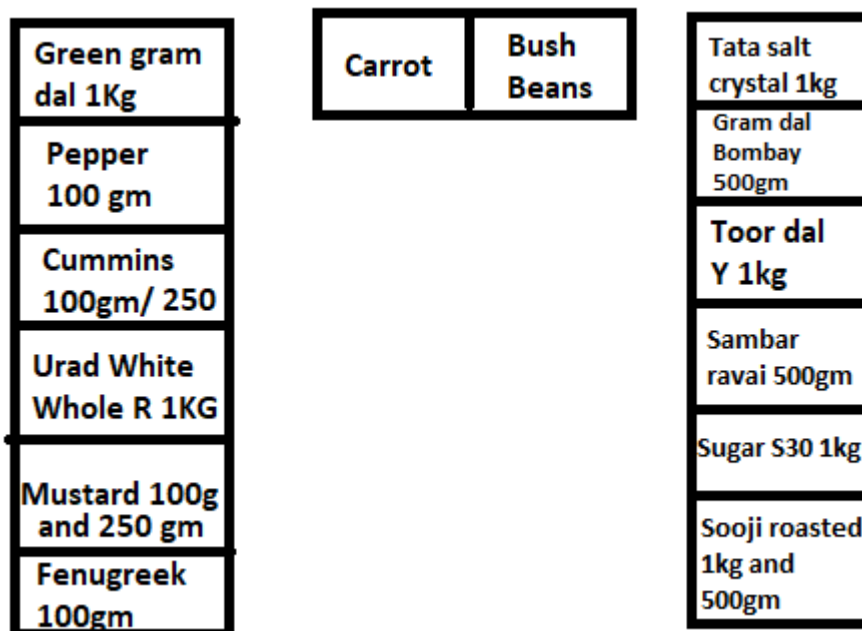 Green gram
dal 1Kg
Pepper
100 gm
Cummins
100gm/ 250
Urad White
Whole R 1KG
Mustard 100g
and 250 gm
Fenugreek
100gm
Carrot
Bush
Beans
Tata salt
crystal 1kg
Gram dal
Bombay
500gm
Toor dal
Y 1kg
Sambar
ravai 500gm
Sugar S30 1kg
Sooji roasted
1kg and
500gm